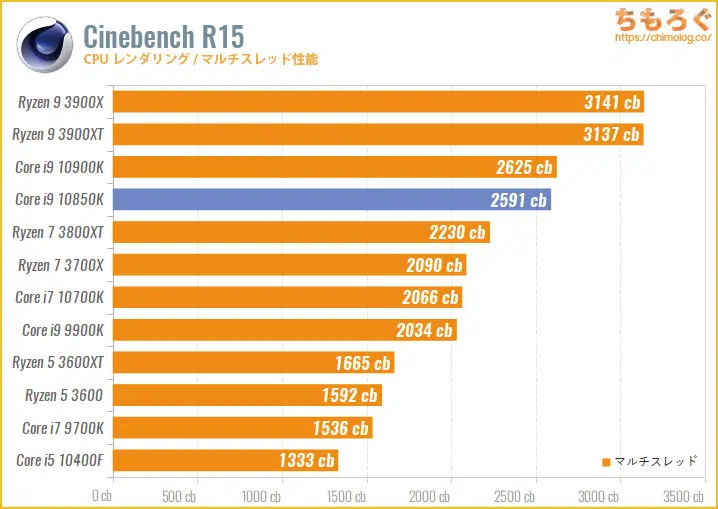 Cinebench R15
CPU レンダリング / マルチスレッド性能
ちもろぐ
https://chimolog.co/
Ryzen 9 3900X 3141 cb
Ryzen 9 3900XT 3137 cb
Core i9 10900K 2625 cb
Core i9 10850K 2591 cb
Ryzen 7 3800XT 2230 cb
Ryzen 7 3700X 2090 cb
Core i7 10700K 2066 cb
Core i9 9900K 2034 cb
Ryzen 5 3600XT 1665 cb
Ryzen 5 3600 1592 cb
Core i7 9700K 1536 cb
Core i5 10400F 1333 cb
マルチスレッド
0 cb 500 cb 1000 cb 1500 cb 2000 cb 2500 cb 3000 cb 3500 cb